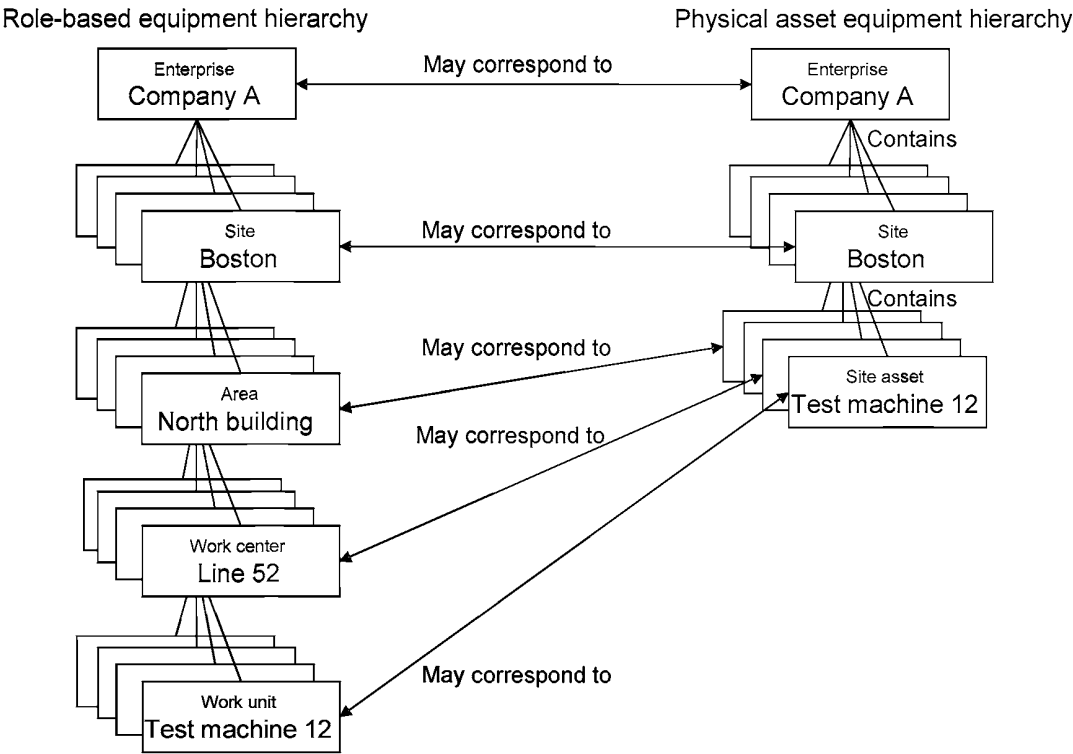 Role-based equipment hierarchy
Physical asset equipment hierarchy
Enterprise
Company A
May correspond to
Enterprise
Company A
Contains
Site
Boston
May correspond to
Site
Boston
Contains
Area
North building
May correspond to
Site asset
Test machine 12
May correspond to
Work center
Line 52
May correspond to
Work unit
Test machine 12